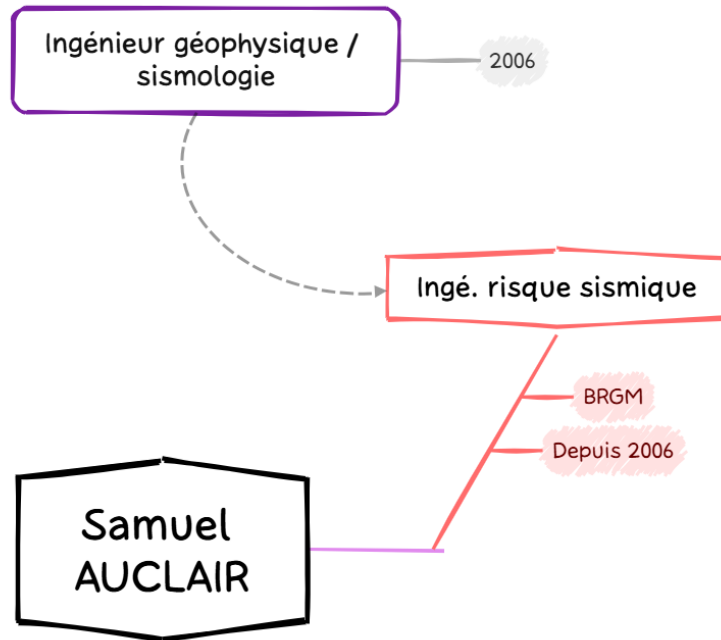 Ingénieur géophysique /
sismologie
2006
Ingé. risque sismique
BRGM
Depuis 2006
Samuel
AUCLAIR